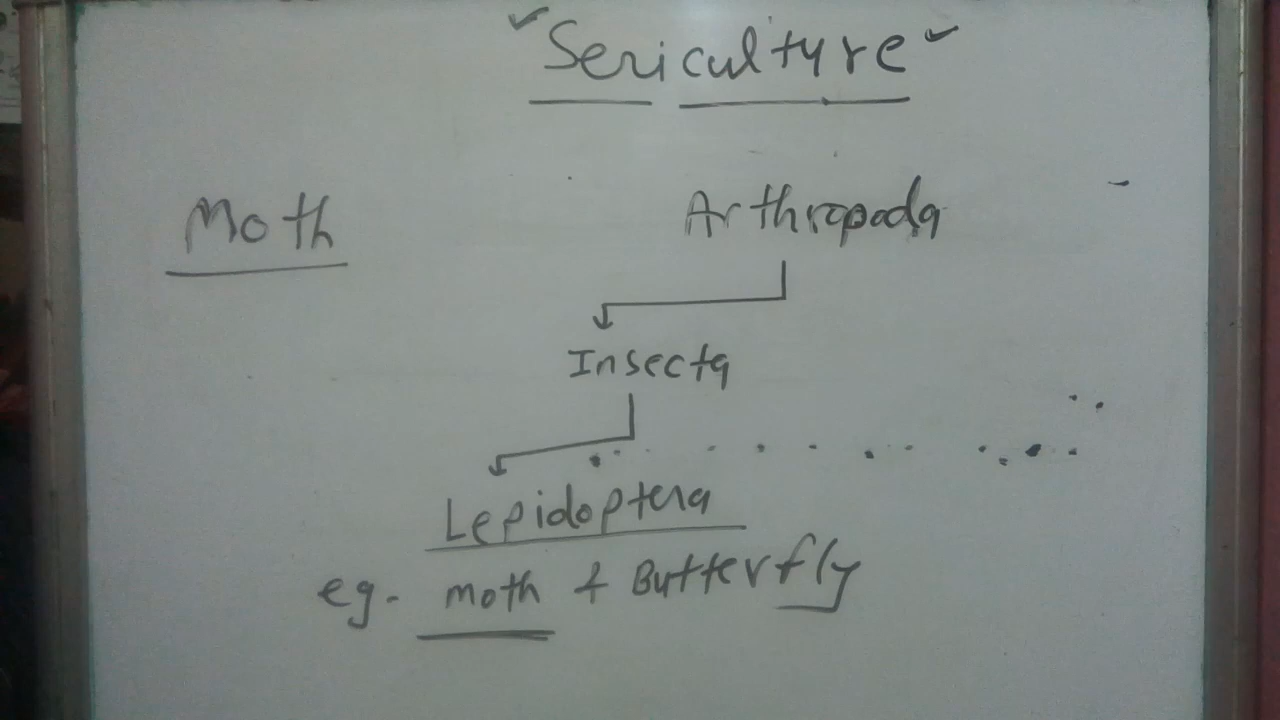 Sericulture
Moth
Arthropoda
Insecta
Lepidoptera
eg. moth & Butterfly